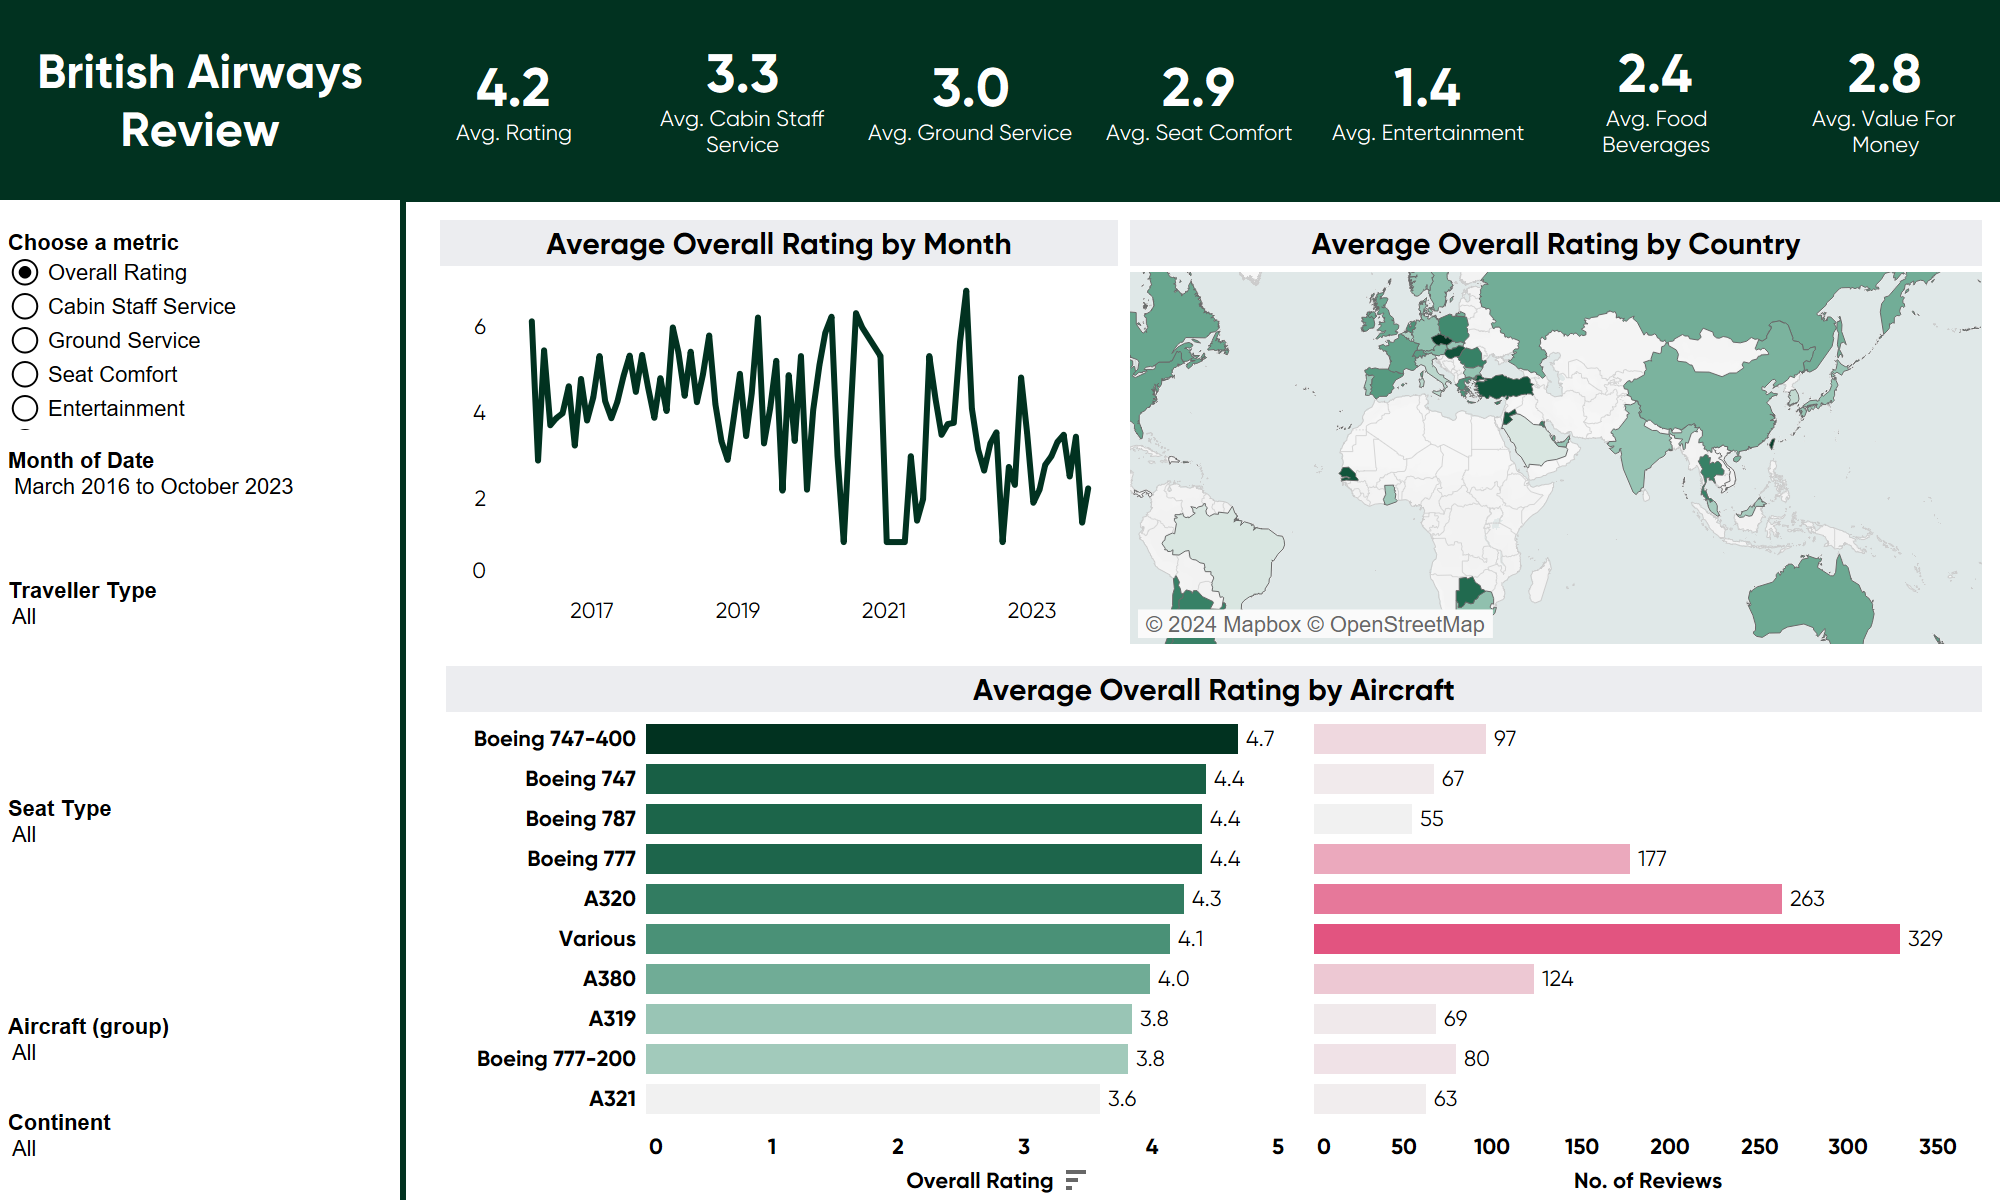 British Airways
Review
4.2
Avg. Rating
3.3
Avg. Cabin Staff
Service
3.0
Avg. Ground Service
2.9
Avg. Seat Comfort
1.4
Avg. Entertainment
2.4
Avg. Food
Beverages
2.8
Avg. Value For
Money
Choose a metric
Overall Rating
Cabin Staff Service
Ground Service
Seat Comfort
Entertainment
Month of Date
March 2016 to October 2023
Traveller Type
All
Seat Type
All
Aircraft (group)
All
Continent
All
Average Overall Rating by Month
6
4
2
0
2017 2019 2021 2023
Average Overall Rating by Country
© 2024 Mapbox © OpenStreetMap
Average Overall Rating by Aircraft
Boeing 747-400 4.7 97
Boeing 747 4.4 67
Boeing 787 4.4 55
Boeing 777 4.4 177
A320 4.3 263
Various 4.1 329
A380 4.0 124
A319 3.8 69
Boeing 777-200 3.8 80
A321 3.6 63
0 1 2 3 4 5 0 50 100 150 200 250 300 350
Overall Rating No. of Reviews